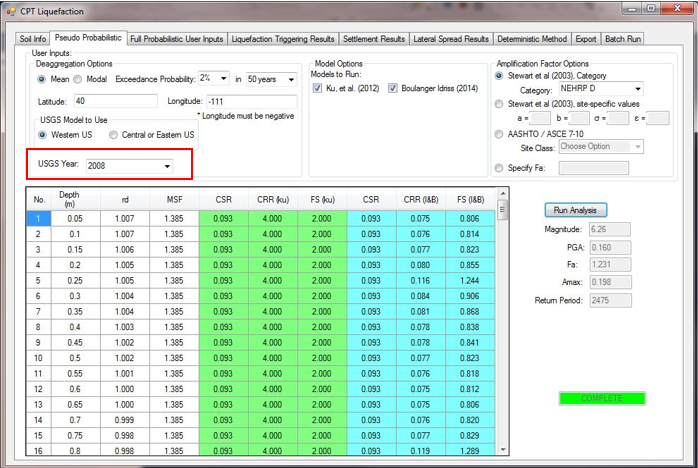 CPT Liquefaction
Soil Info Pseudo Probabilistic Full Probabilistic User Inputs Liquefaction Triggering Results Settlement Results Lateral Spread Results Deterministic Method Export Batch Run
User Inputs:
Deaggregation Options
Mean Modal Exceedance Probability: 2% in 50 years
Latitude: 40 Longitude: -111
* Longitude must be negative
USGS Model to Use
Western US Central or Eastern US
USGS Year: 2008
Model Options
Models to Run:
Ku, et al. (2012) Boulanger Idriss (2014)
Amplification Factor Options
Stewart et al (2003), Category
Category: NEHRP D
Stewart et al (2003), site-specific values
a = b = σ = ε =
AASHTO / ASCE 7-10
Site Class: Choose Option
Specify Fa:
No. Depth (m) rd MSF CSR CRR (ku) FS (ku) CSR CRR (I&B) FS (I&B)
1 0.05 1.007 1.385 0.093 4.000 2.000 0.093 0.075 0.806
2 0.1 1.007 1.385 0.093 4.000 2.000 0.093 0.076 0.814
3 0.15 1.006 1.385 0.093 4.000 2.000 0.093 0.077 0.823
4 0.2 1.005 1.385 0.093 4.000 2.000 0.093 0.080 0.855
5 0.25 1.005 1.385 0.093 4.000 2.000 0.093 0.116 1.244
6 0.3 1.004 1.385 0.093 4.000 2.000 0.093 0.084 0.906
7 0.35 1.004 1.385 0.093 4.000 2.000 0.093 0.081 0.868
8 0.4 1.003 1.385 0.093 4.000 2.000 0.093 0.078 0.838
9 0.45 1.002 1.385 0.093 4.000 2.000 0.093 0.078 0.841
10 0.5 1.002 1.385 0.093 4.000 2.000 0.093 0.077 0.823
11 0.55 1.001 1.385 0.093 4.000 2.000 0.093 0.076 0.818
12 0.6 1.000 1.385 0.093 4.000 2.000 0.093 0.075 0.812
13 0.65 1.000 1.385 0.093 4.000 2.000 0.093 0.075 0.806
14 0.7 0.999 1.385 0.093 4.000 2.000 0.093 0.076 0.820
15 0.75 0.998 1.385 0.093 4.000 2.000 0.093 0.077 0.829
16 0.8 0.998 1.385 0.093 4.000 2.000 0.093 0.119 1.289
Run Analysis
Magnitude: 6.26
PGA: 0.160
Fa: 1.231
Amax: 0.198
Return Period: 2475
COMPLETE